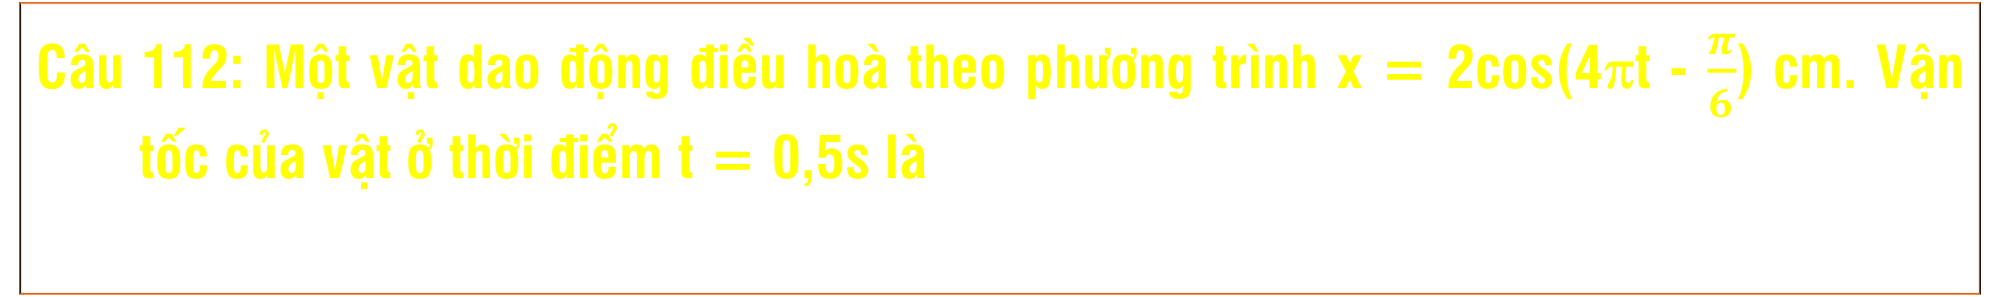 Câu 112: Một vật dao động điều hoà theo phương trình x = 2cos(4πt - π/6) cm. Vận
tốc của vật ở thời điểm t = 0,5s là